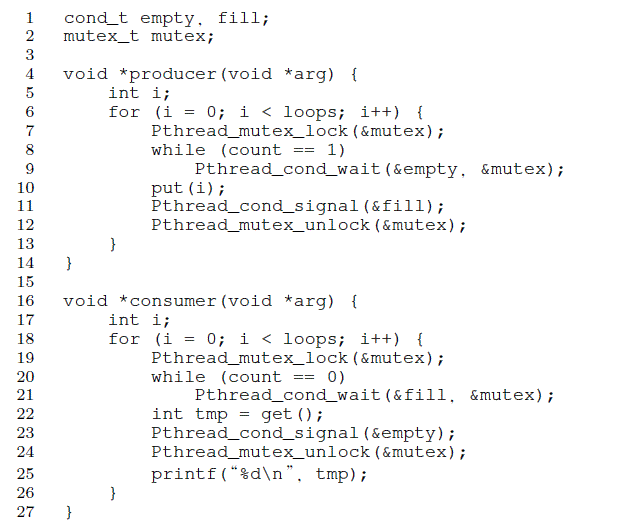 1 cond_t empty, fill;
2 mutex_t mutex;
3
4 void *producer(void *arg) {
5     int i;
6     for (i = 0; i < loops; i++) {
7         Pthread_mutex_lock(&mutex);
8         while (count == 1)
9             Pthread_cond_wait(&empty, &mutex);
10         put(i);
11         Pthread_cond_signal(&fill);
12         Pthread_mutex_unlock(&mutex);
13     }
14 }
15
16 void *consumer(void *arg) {
17     int i;
18     for (i = 0; i < loops; i++) {
19         Pthread_mutex_lock(&mutex);
20         while (count == 0)
21             Pthread_cond_wait(&fill, &mutex);
22         int tmp = get();
23         Pthread_cond_signal(&empty);
24         Pthread_mutex_unlock(&mutex);
25         printf(“%d\n”, tmp);
26     }
27 }